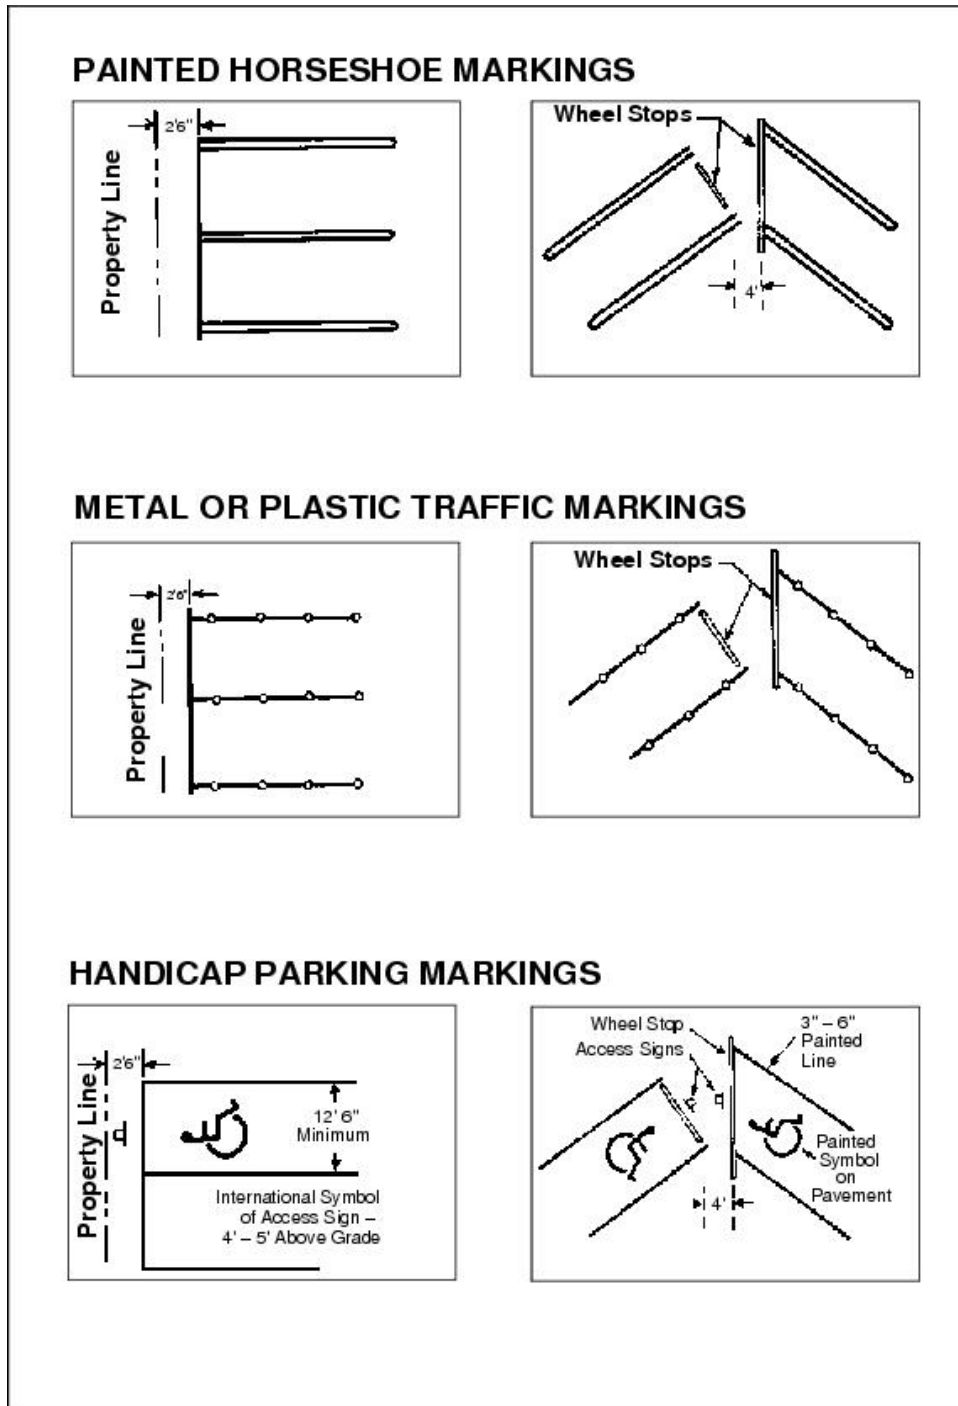 PAINTED HORSESHOE MARKINGS
2'6"
Property Line
Wheel Stops
4'
METAL OR PLASTIC TRAFFIC MARKINGS
2'6"
Property Line
Wheel Stops
HANDICAP PARKING MARKINGS
2'6"
Property Line
12' 6"
Minimum
International Symbol
of Access Sign –
4' – 5' Above Grade
Wheel Stop
Access Signs
3" – 6"
Painted
Line
Painted
Symbol
on
Pavement
4'